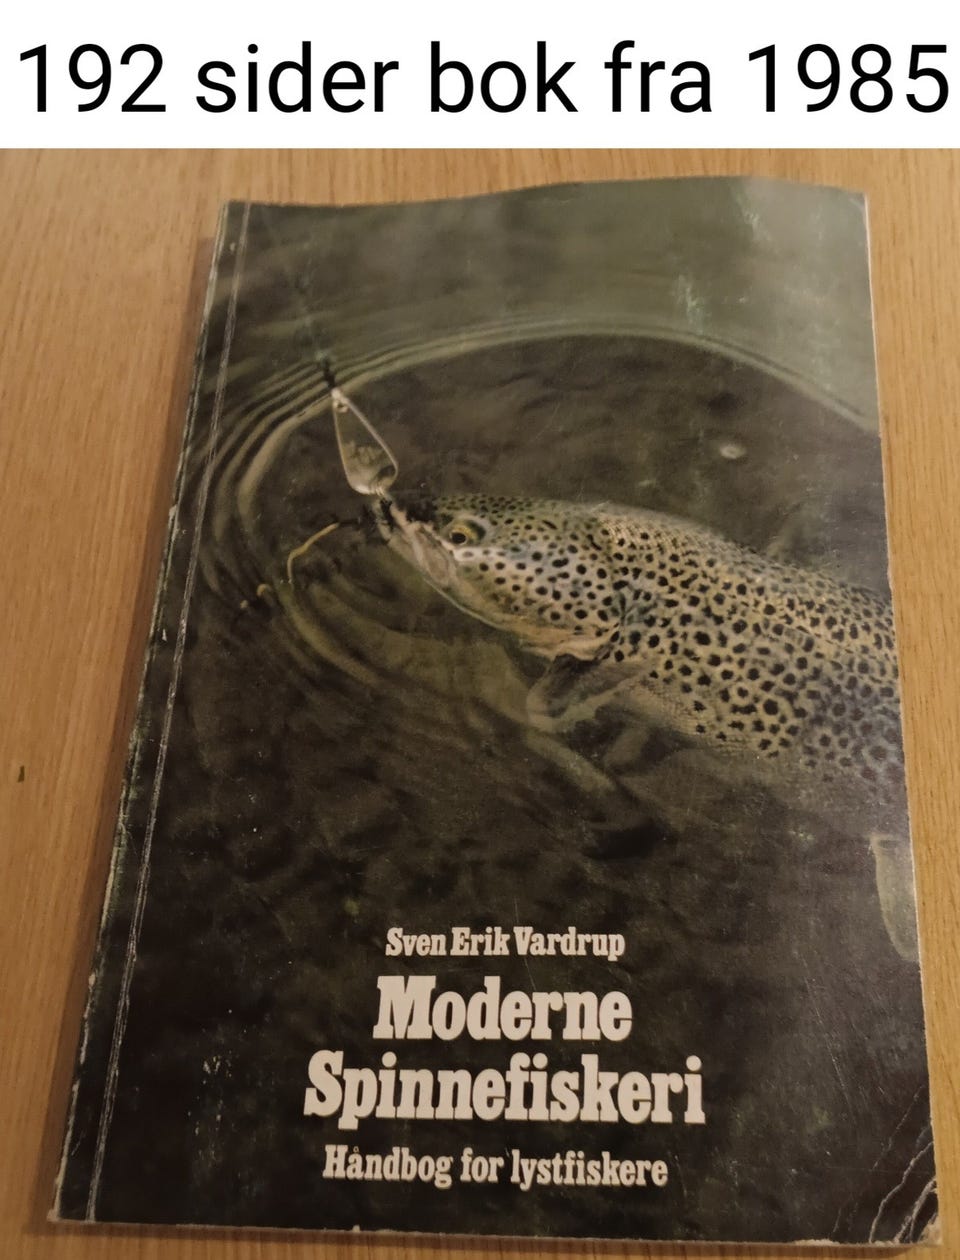 192 sider bok fra 1985
Sven Erik Vardrup
Moderne
Spinnefiskeri
Håndbog for lystfiskere